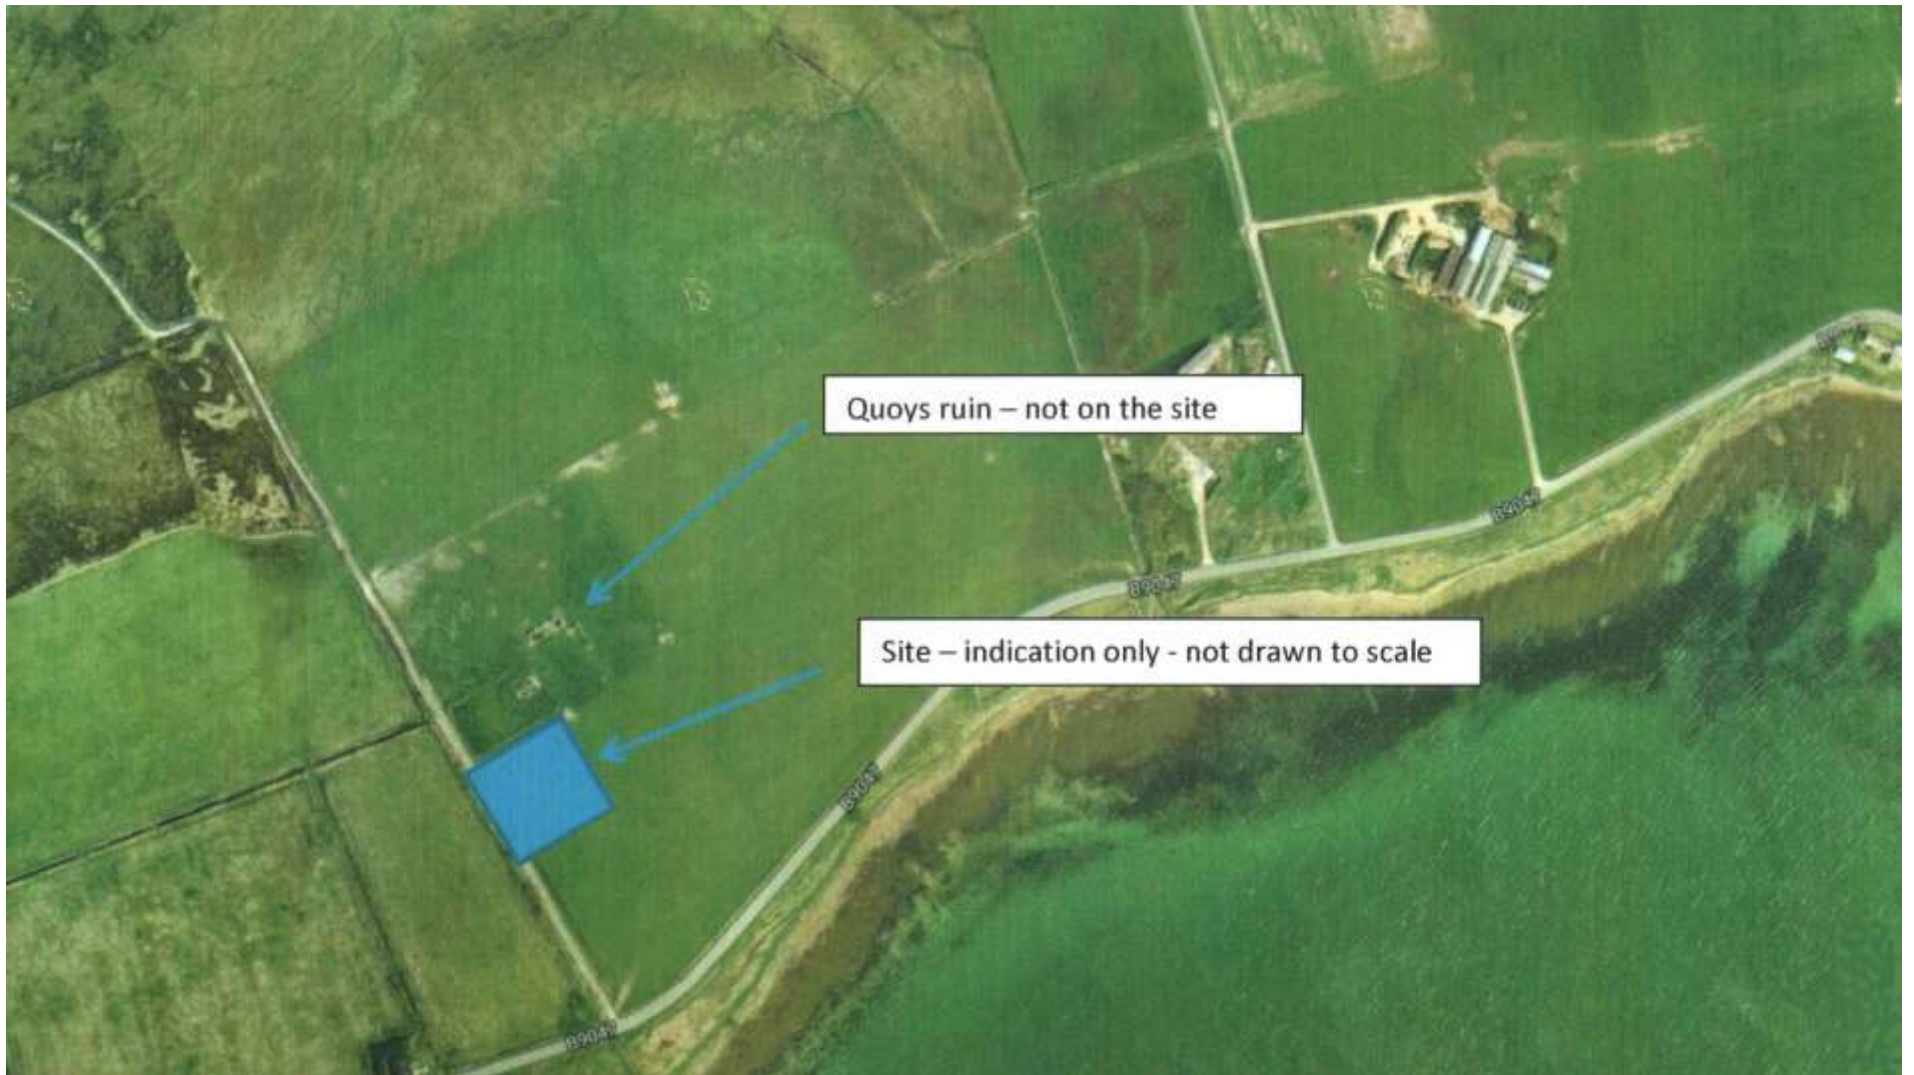 Quoys ruin – not on the site
B9047
B9047
Site – indication only - not drawn to scale
B9047
B9047